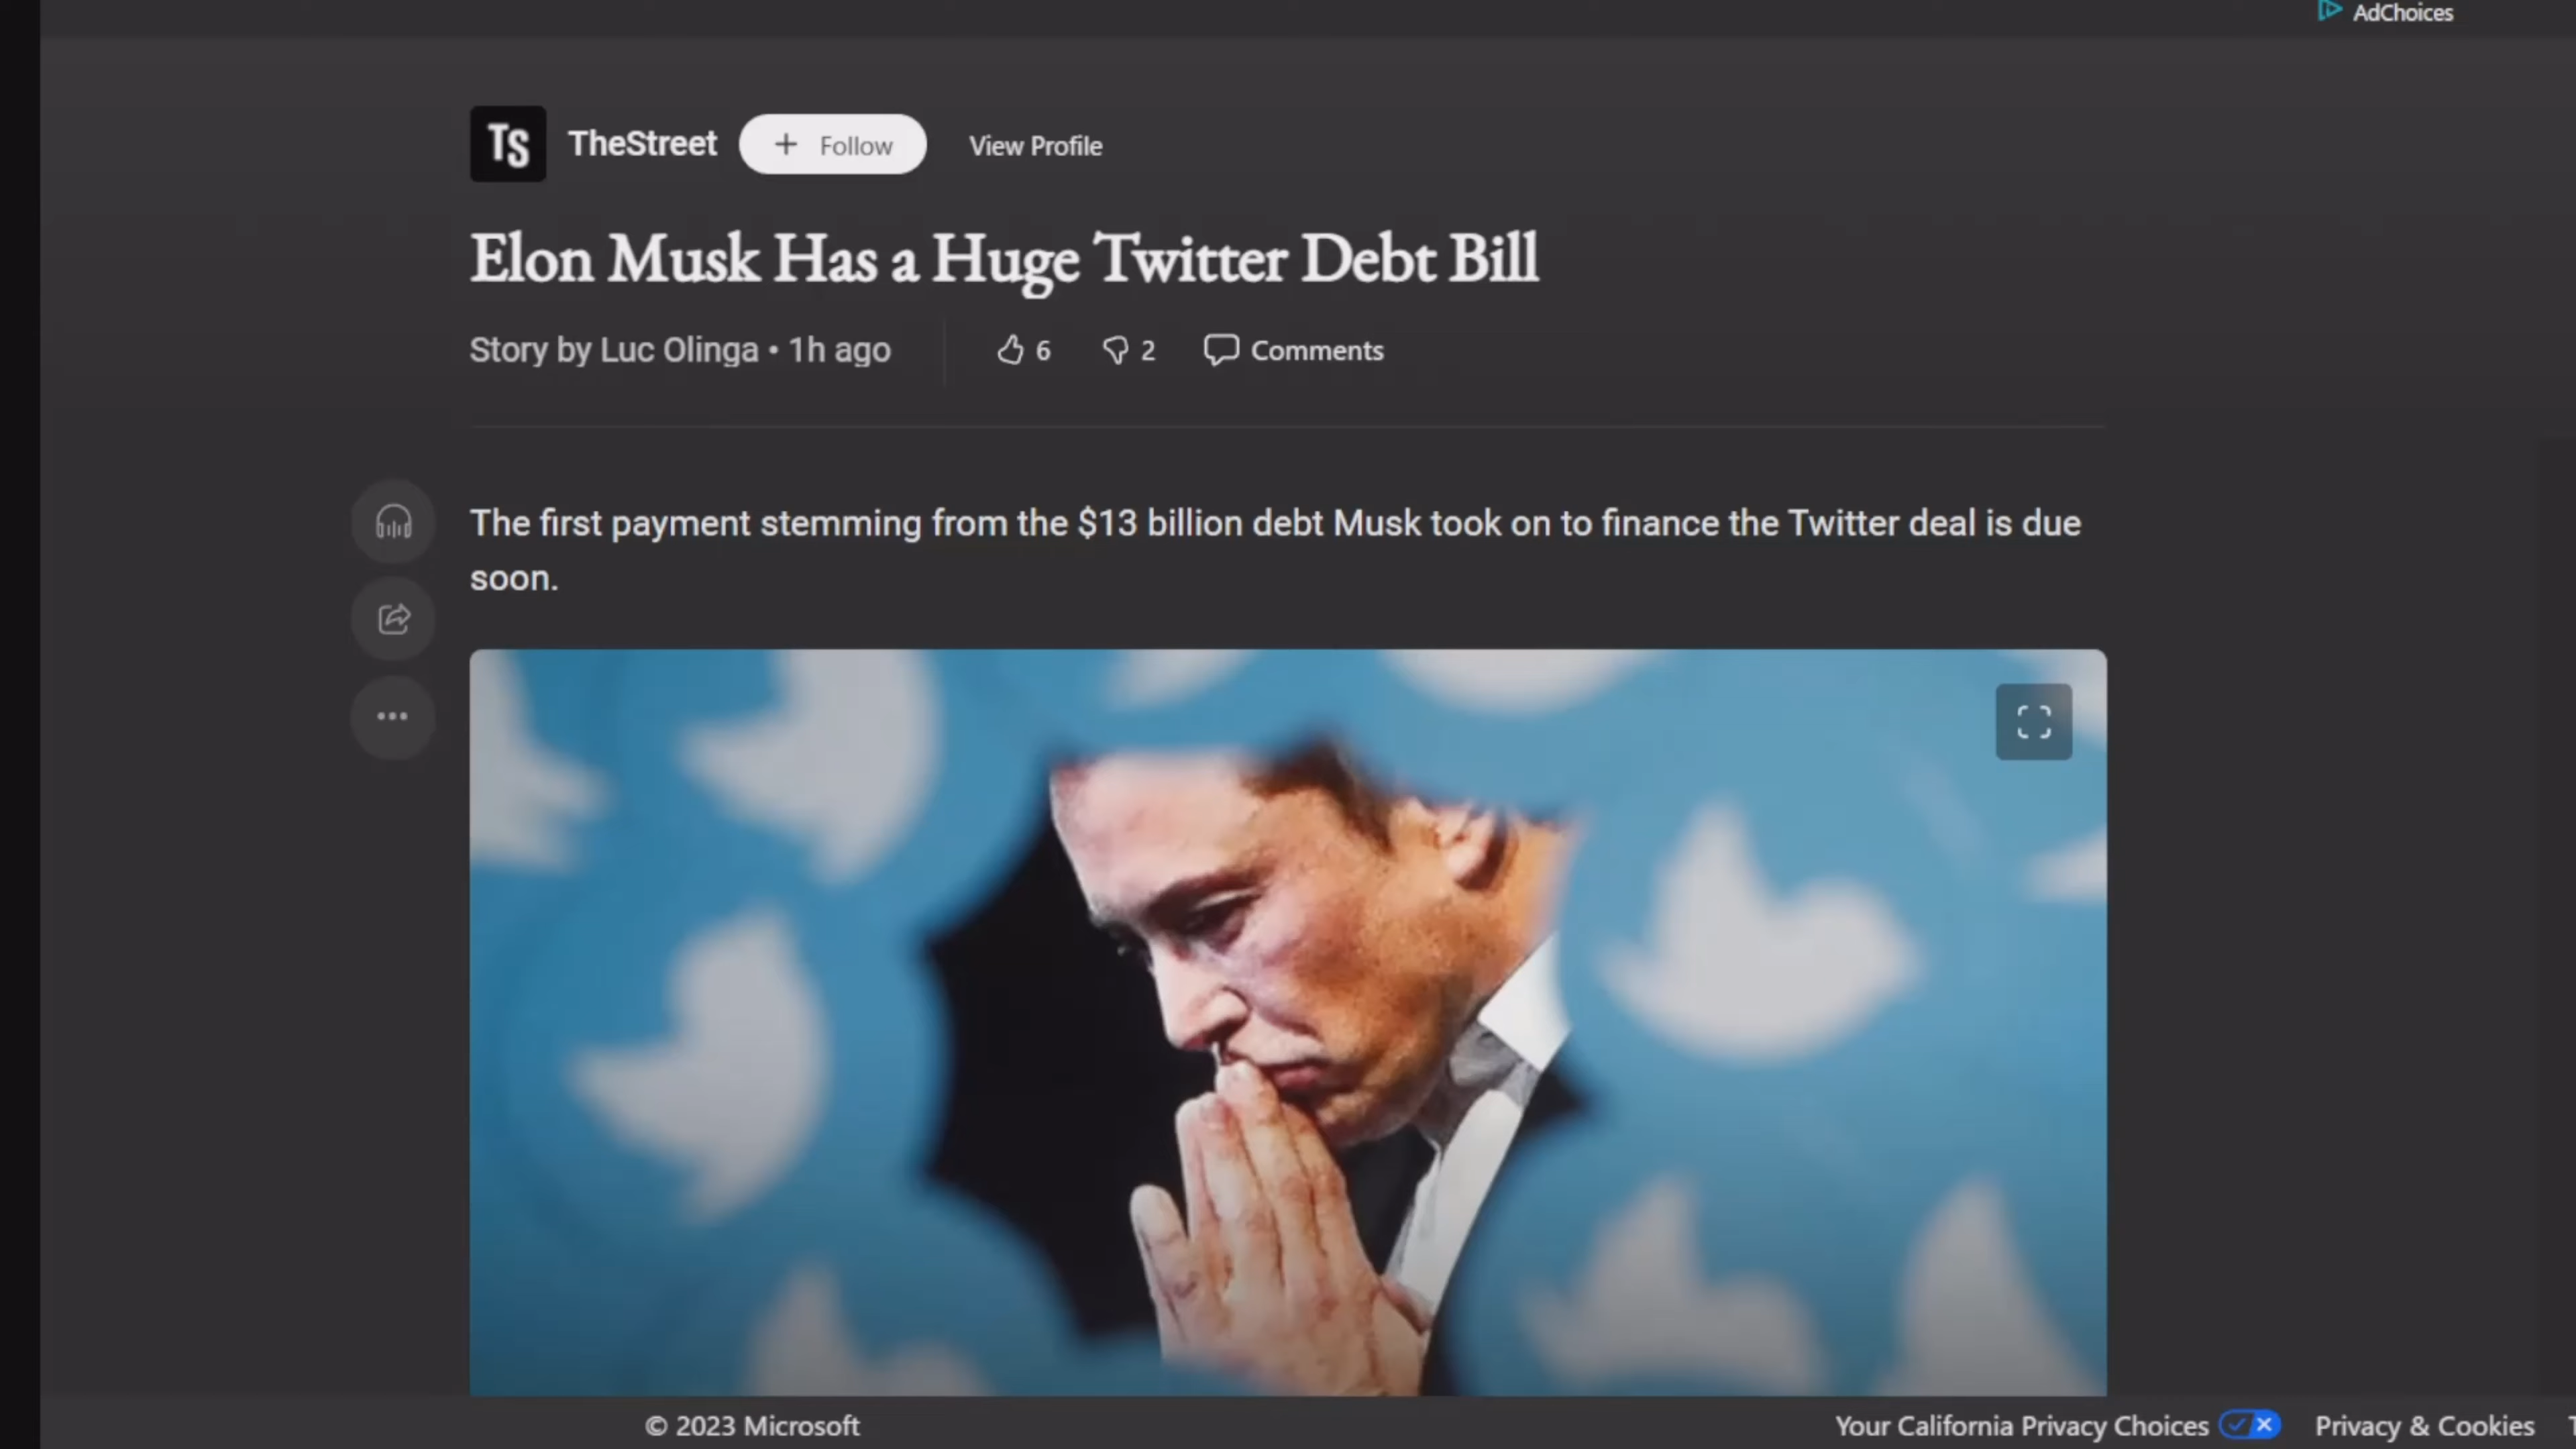 AdChoices
TS
TheStreet
+ Follow
View Profile
Elon Musk Has a Huge Twitter Debt Bill
Story by Luc Olinga • 1h ago
6
2
Comments
The first payment stemming from the $13 billion debt Musk took on to finance the Twitter deal is due
soon.
© 2023 Microsoft
Your California Privacy Choices
Privacy & Cookies